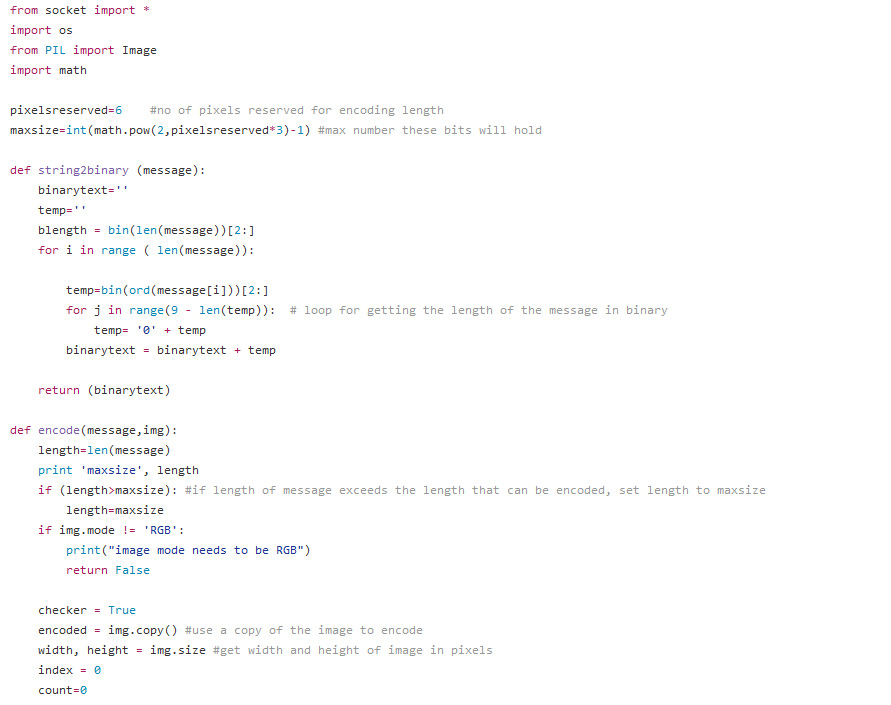 from socket import *
import os
from PIL import Image
import math

pixelsreserved=6    #no of pixels reserved for encoding length
maxsize=int(math.pow(2,pixelsreserved*3)-1) #max number these bits will hold

def string2binary (message):
    binarytext=''
    temp=''
    blength = bin(len(message))[2:]
    for i in range ( len(message)):

        temp=bin(ord(message[i]))[2:]
        for j in range(9 - len(temp)):  # loop for getting the length of the message in binary
            temp= '0' + temp
        binarytext = binarytext + temp

    return (binarytext)

def encode(message,img):
    length=len(message)
    print 'maxsize', length
    if (length>maxsize): #if length of message exceeds the length that can be encoded, set length to maxsize
        length=maxsize
    if img.mode != 'RGB':
        print("image mode needs to be RGB")
        return False

    checker = True
    encoded = img.copy() #use a copy of the image to encode
    width, height = img.size #get width and height of image in pixels
    index = 0
    count=0